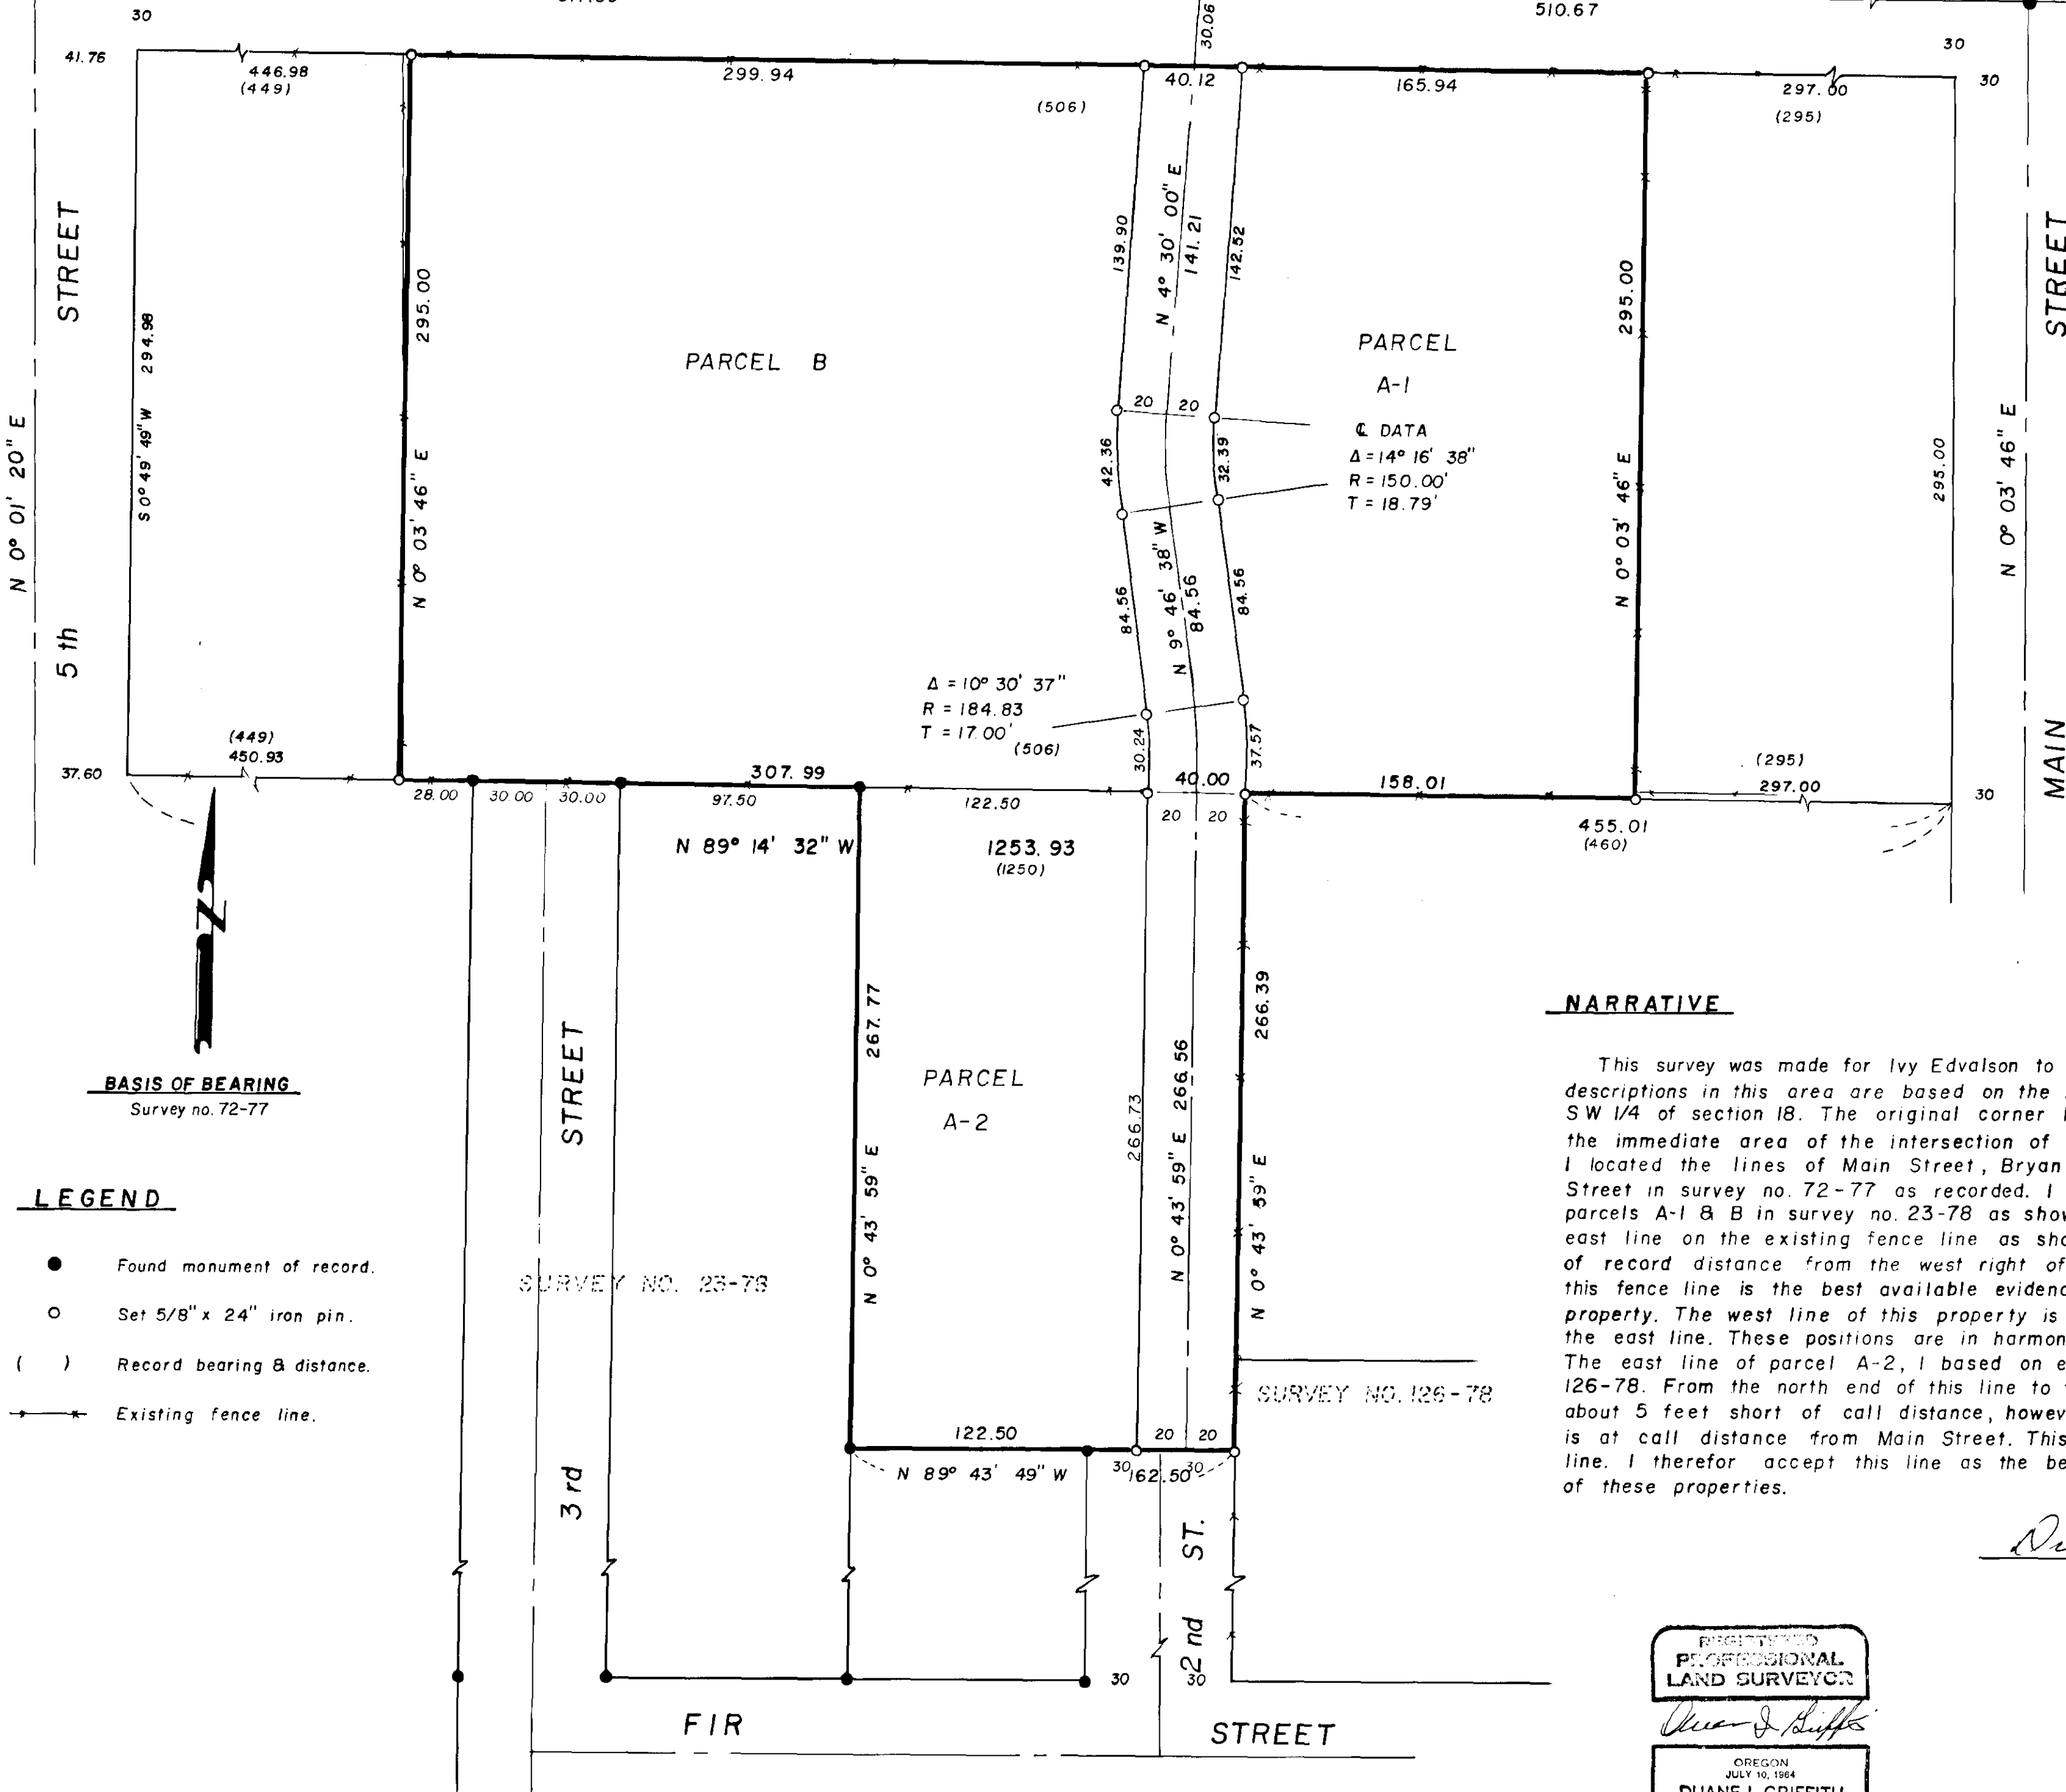 30
510.67
30.06
30
41.76
446.98
(449)
299.94
(506)
40.12
165.94
297.00
(295)
30
STREET
5 th
N 0° 01' 20" E
S 0° 49' 49" W 294.98
295.00
N 0° 03' 46" E
PARCEL B
139.90
N 4° 30' 00" E
141.21
142.52
PARCEL
A-1
20 20
℄ DATA
Δ = 14° 16' 38"
R = 150.00'
T = 18.79'
42.36
32.39
84.56
N 9° 46' 38" W
84.56
84.56
295.00
N 0° 03' 46" E
295.00
N 0° 03' 46" E
STREET
MAIN
Δ = 10° 30' 37"
R = 184.83
T = 17.00'
(506)
30.24
37.57
(449)
450.93
37.60
28.00 30.00 30.00
307.99
97.50
122.50
40.00
20 20
158.01
(295)
297.00
30
455.01
(460)
N 89° 14' 32" W
1253.93
(1250)
N
BASIS OF BEARING
Survey no. 72-77
LEGEND
Found monument of record.
Set 5/8" x 24" iron pin.
( ) Record bearing & distance.
Existing fence line.
STREET
3 rd
SURVEY NO. 23-78
267.77
N 0° 43' 59" E
PARCEL
A-2
266.73
N 0° 43' 59" E 266.56
266.39
N 0° 43' 59" E
SURVEY NO. 126-78
122.50
20 20
N 89° 43' 49" W
30 162.50 30
2 nd ST.
30 30
FIR STREET
NARRATIVE
This survey was made for Ivy Edvalson to
descriptions in this area are based on the
SW 1/4 of section 18. The original corner
the immediate area of the intersection of
I located the lines of Main Street, Bryan
Street in survey no. 72-77 as recorded. I
parcels A-1 & B in survey no. 23-78 as
east line on the existing fence line as
of record distance from the west right of
this fence line is the best available
property. The west line of this property is
the east line. These positions are in
The east line of parcel A-2, I based on
126-78. From the north end of this line to
about 5 feet short of call distance,
is at call distance from Main Street. This
line. I therefor accept this line as the
of these properties.
REGISTERED
PROFESSIONAL
LAND SURVEYOR
OREGON
JULY 10, 1964
DUANE L. GRIFFITH